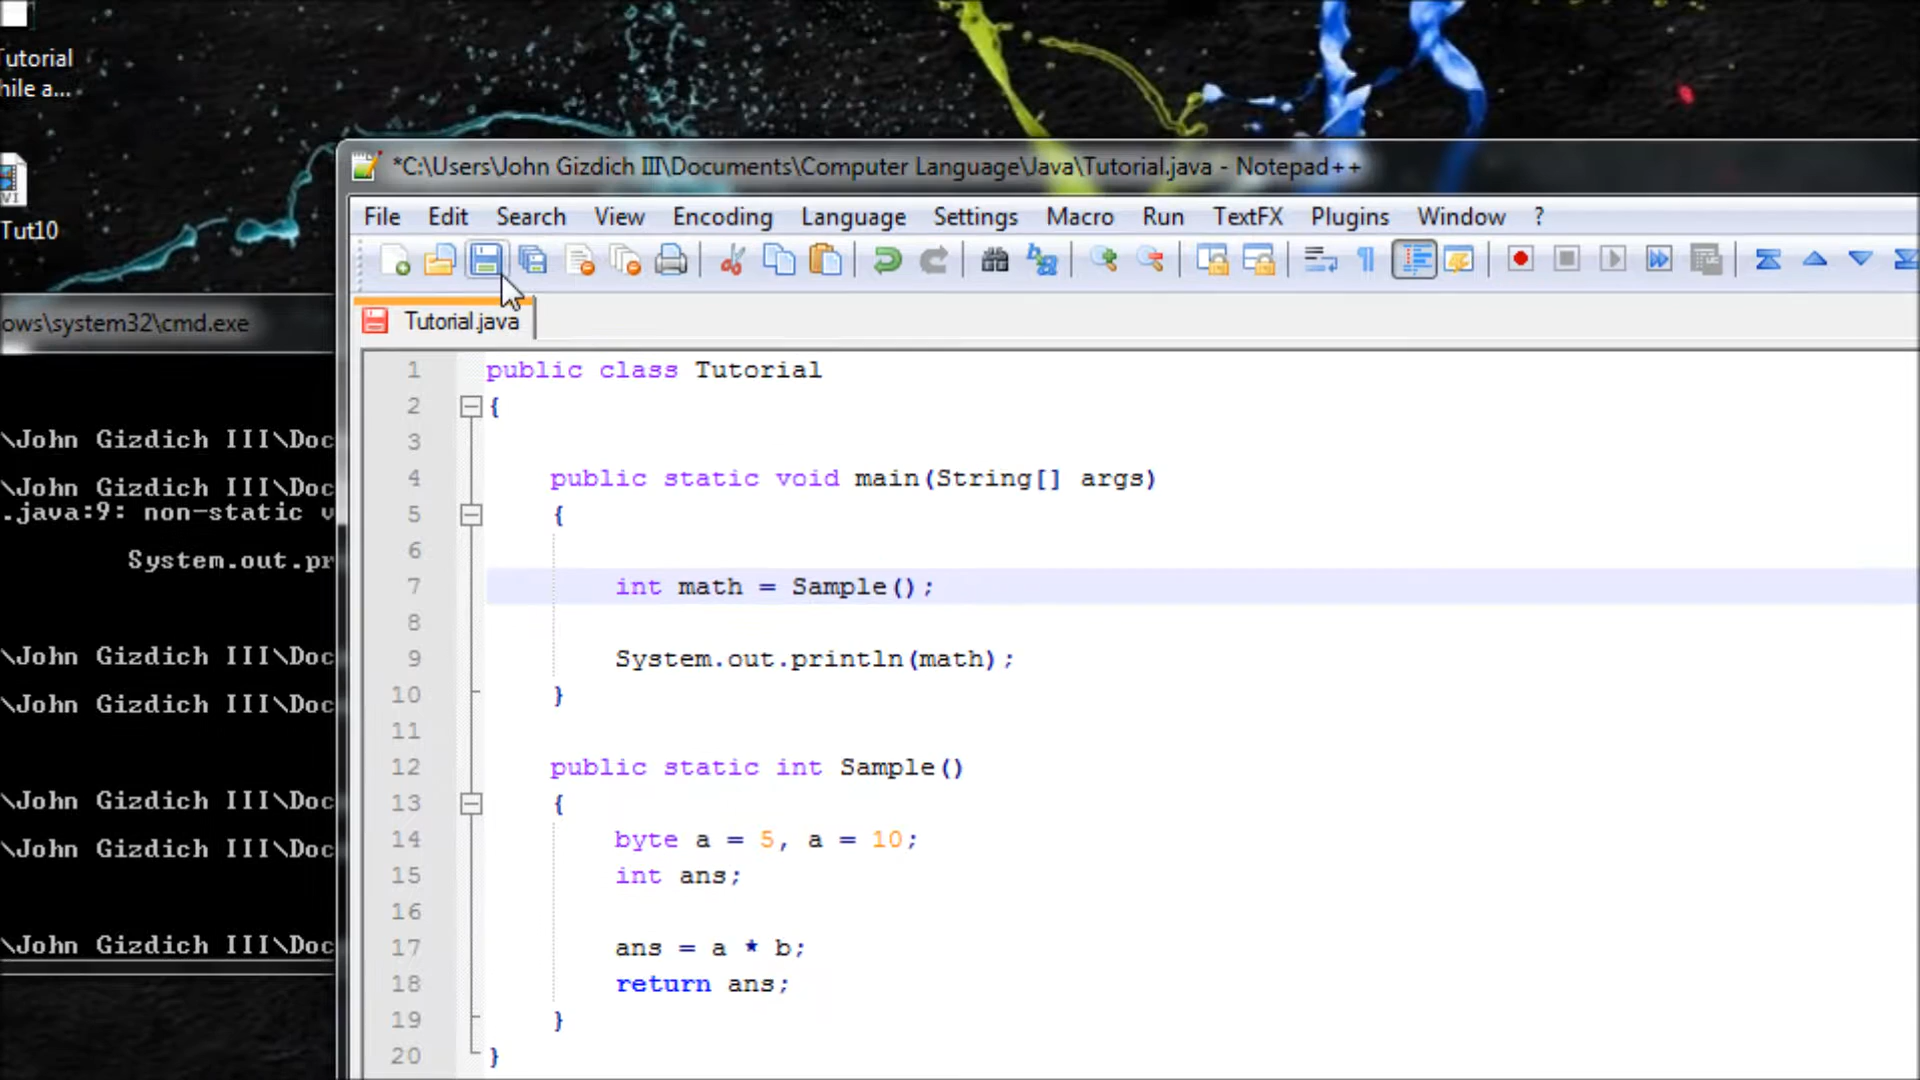 Tutorial
hile a...
Tut10
*C:\Users\John Gizdich III\Documents\Computer Language\Java\Tutorial.java - Notepad++
File Edit Search View Encoding Language Settings Macro Run TextFX Plugins Window ?
Tutorial.java
ows\system32\cmd.exe
\John Gizdich III\Doc
\John Gizdich III\Doc
.java:9: non-static v
System.out.pr
\John Gizdich III\Doc
\John Gizdich III\Doc
\John Gizdich III\Doc
\John Gizdich III\Doc
\John Gizdich III\Doc
1 public class Tutorial
2 {
3
4 public static void main(String[] args)
5 {
6
7 int math = Sample();
8
9 System.out.println(math);
10 }
11
12 public static int Sample()
13 {
14 byte a = 5, a = 10;
15 int ans;
16
17 ans = a * b;
18 return ans;
19 }
20 }